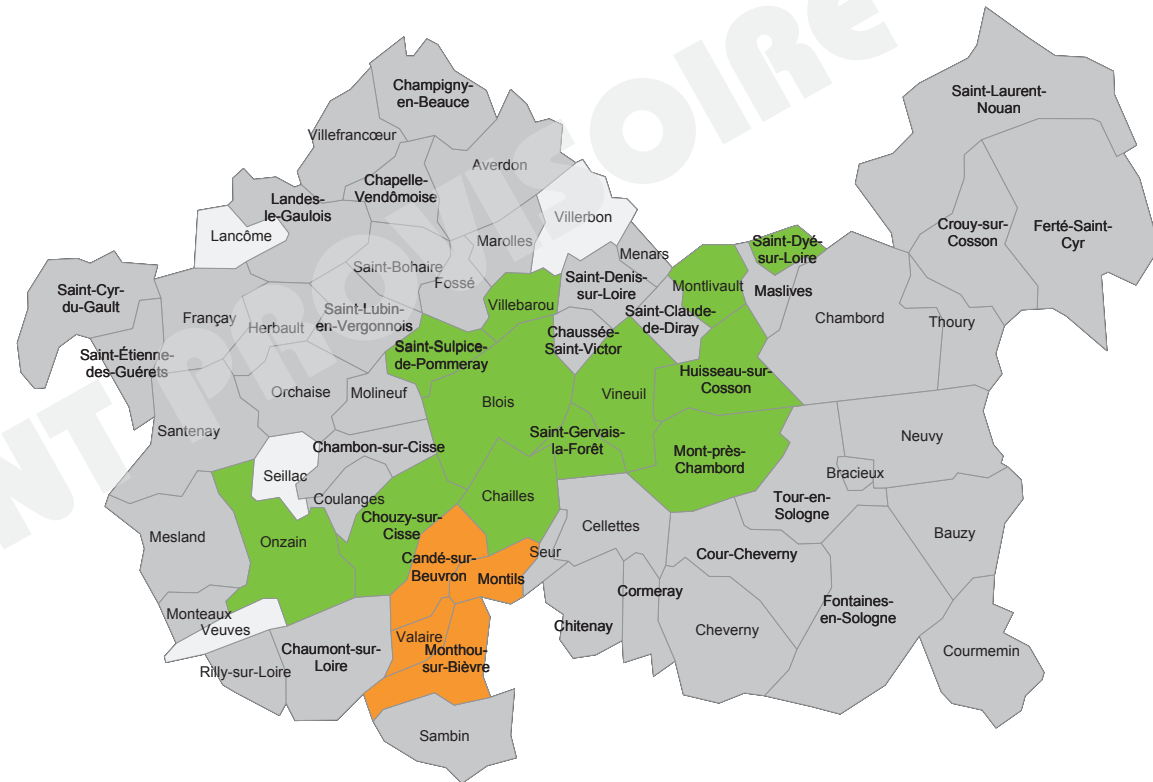 NT PROVISOIRE
Champigny-
en-Beauce
Saint-Laurent-
Nouan
Villefrancœur
Averdon
Chapelle-
Vendômoise
Landes-
le-Gaulois
Villerbon
Lancôme
Crouy-sur-
Cosson
Ferté-Saint-
Cyr
Marolles
Saint-Dyé-
sur-Loire
Menars
Saint-Bohaire
Fossé
Saint-Denis-
sur-Loire
Montlivault
Maslives
Saint-Cyr-
du-Gault
Villebarou
Françay
Herbault
Saint-Lubin-
en-Vergonnois
Saint-Claude-
de-Diray
Chambord
Thoury
Chaussée-
Saint-Victor
Saint-Étienne-
des-Guérets
Saint-Sulpice-
de-Pommeray
Huisseau-sur-
Cosson
Orchaise
Molineuf
Blois
Vineuil
Santenay
Saint-Gervais-
la-Forêt
Neuvy
Chambon-sur-Cisse
Mont-près-
Chambord
Seillac
Bracieux
Coulanges
Chailles
Tour-en-
Sologne
Chouzy-sur-
Cisse
Cellettes
Mesland
Onzain
Bauzy
Seur
Cour-Cheverny
Candé-sur-
Beuvron
Montils
Cormeray
Monteaux
Fontaines-
en-Sologne
Veuves
Chitenay
Cheverny
Valaire
Chaumont-sur-
Loire
Monthou-
sur-Bièvre
Courmemin
Rilly-sur-Loire
Sambin